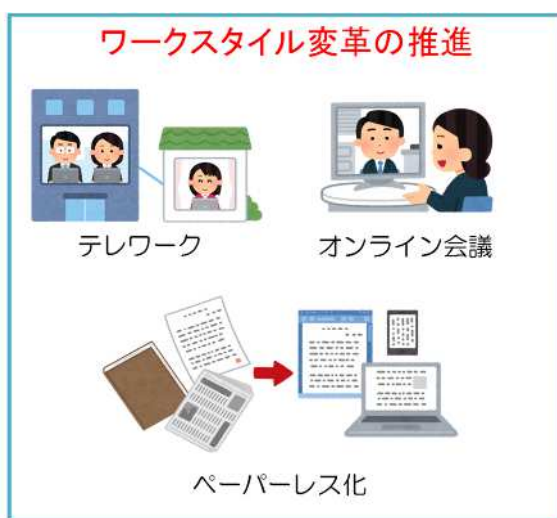 ワークスタイル変革の推進
テレワーク
オンライン会議
ペーパーレス化